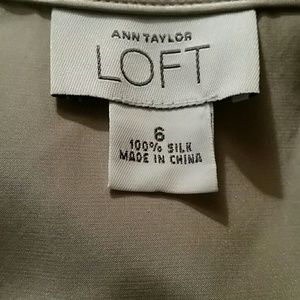 ANN TAYLOR
LOFT
6
100% SILK
MADE IN CHINA